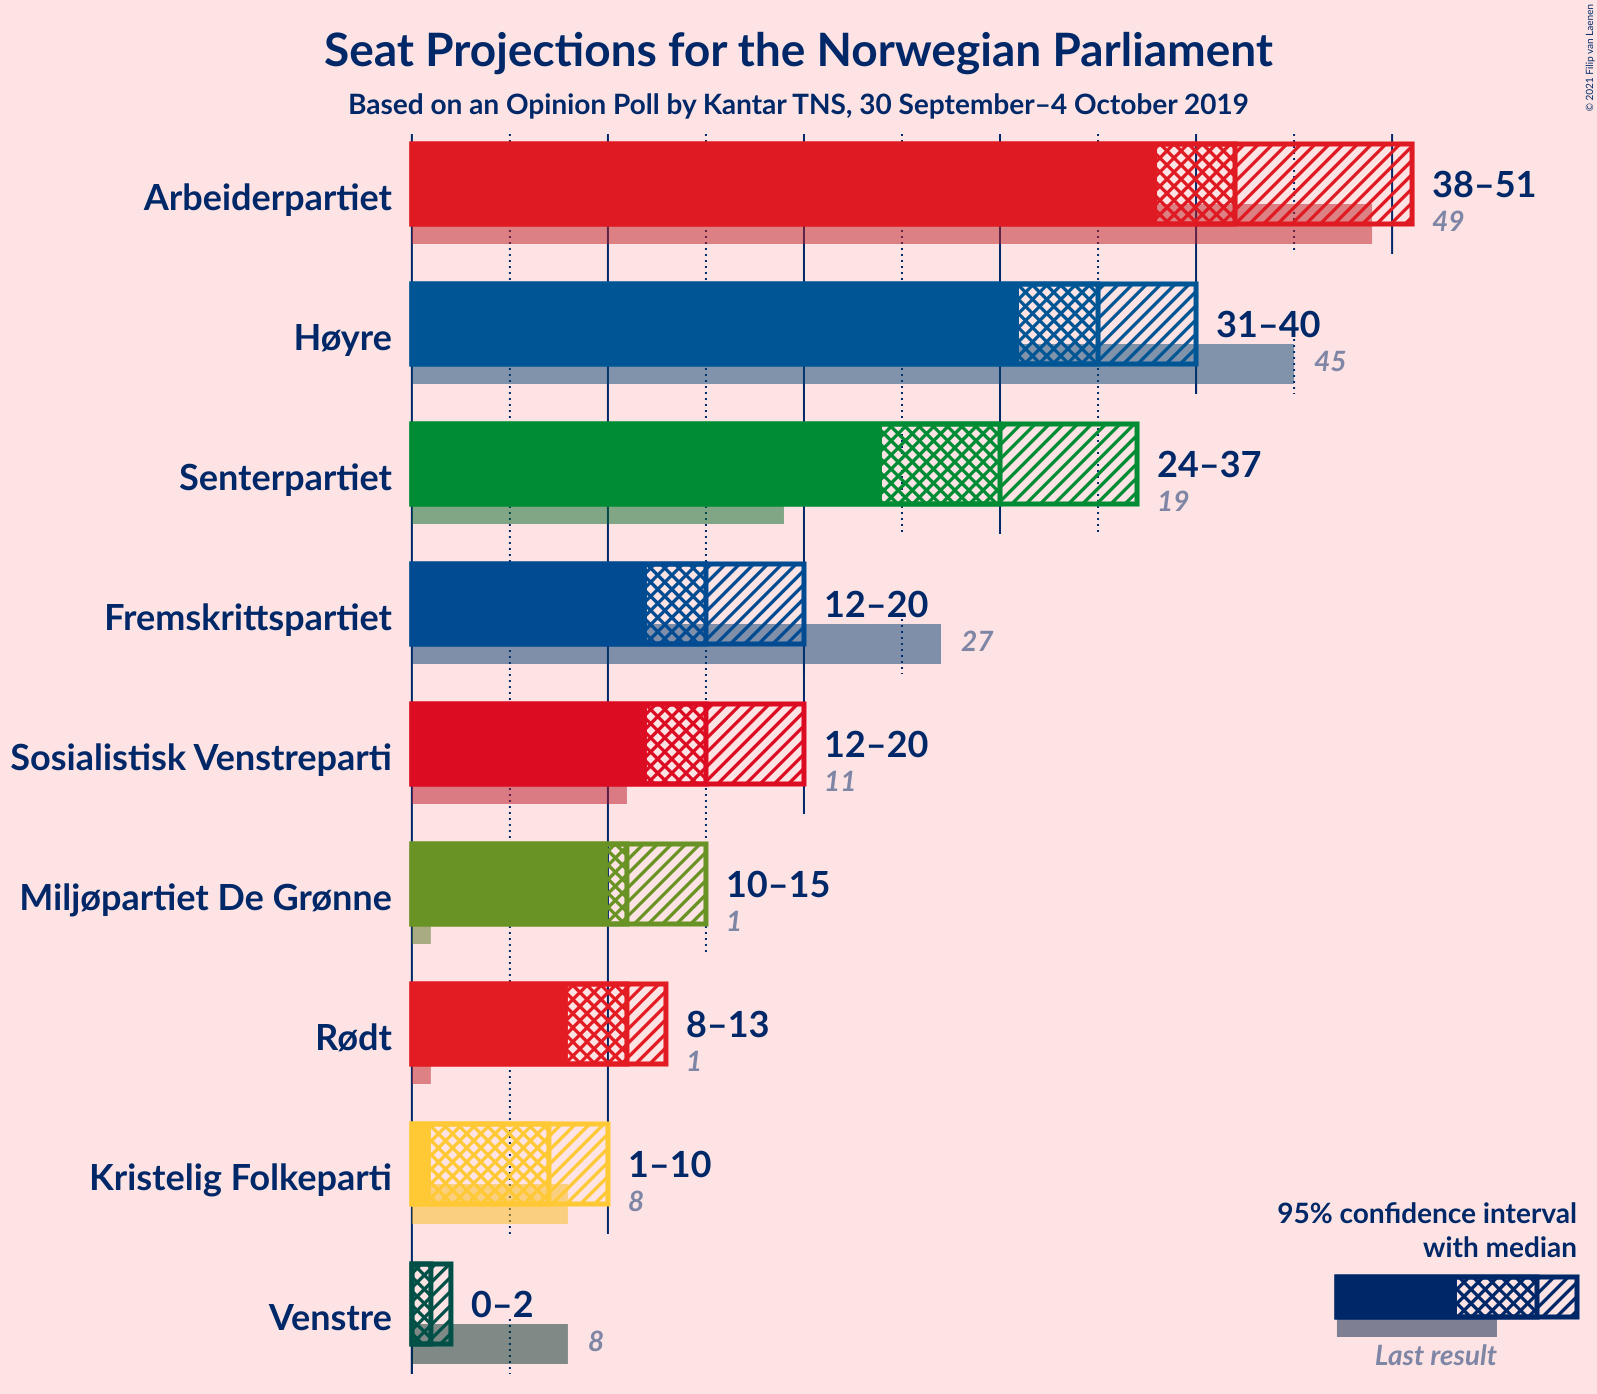 Seat Projections for the Norwegian Parliament
Based on an Opinion Poll by Kantar TNS, 30 September–4 October 2019
© 2021 Filip van Laenen
Arbeiderpartiet
38–51
49
Høyre
31–40
45
Senterpartiet
24–37
19
Fremskrittspartiet
12–20
27
Sosialistisk Venstreparti
12–20
11
Miljøpartiet De Grønne
10–15
1
Rødt
8–13
1
Kristelig Folkeparti
1–10
8
Venstre
0–2
8
95% confidence interval
with median
Last result